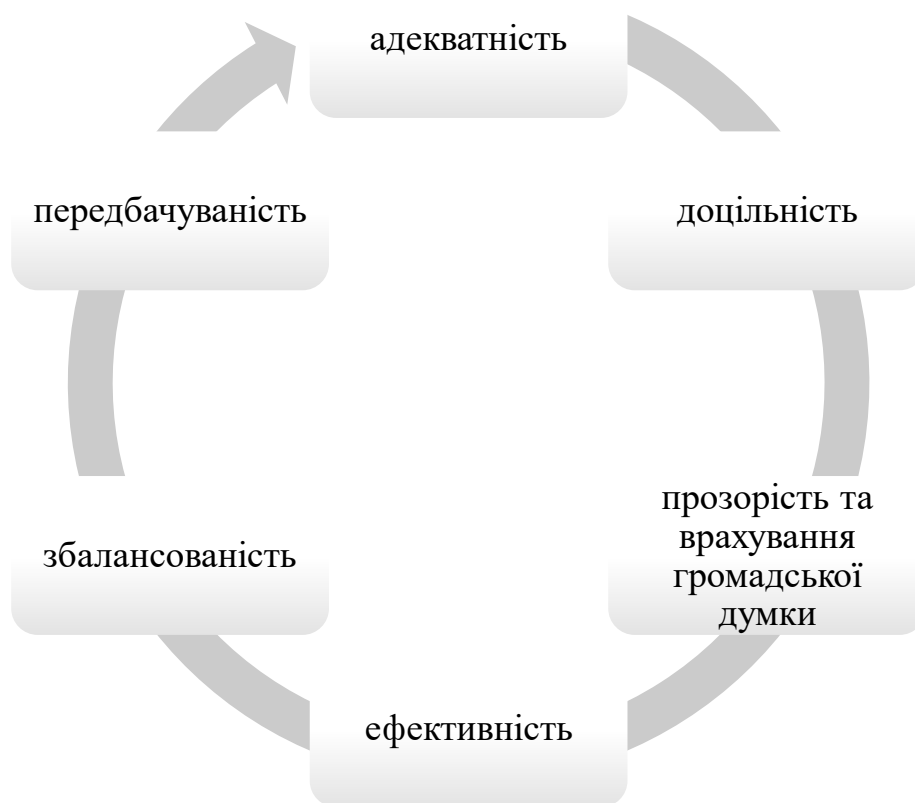 адекватність
доцільність
прозорість та
врахування
громадської
думки
ефективність
збалансованість
передбачуваність